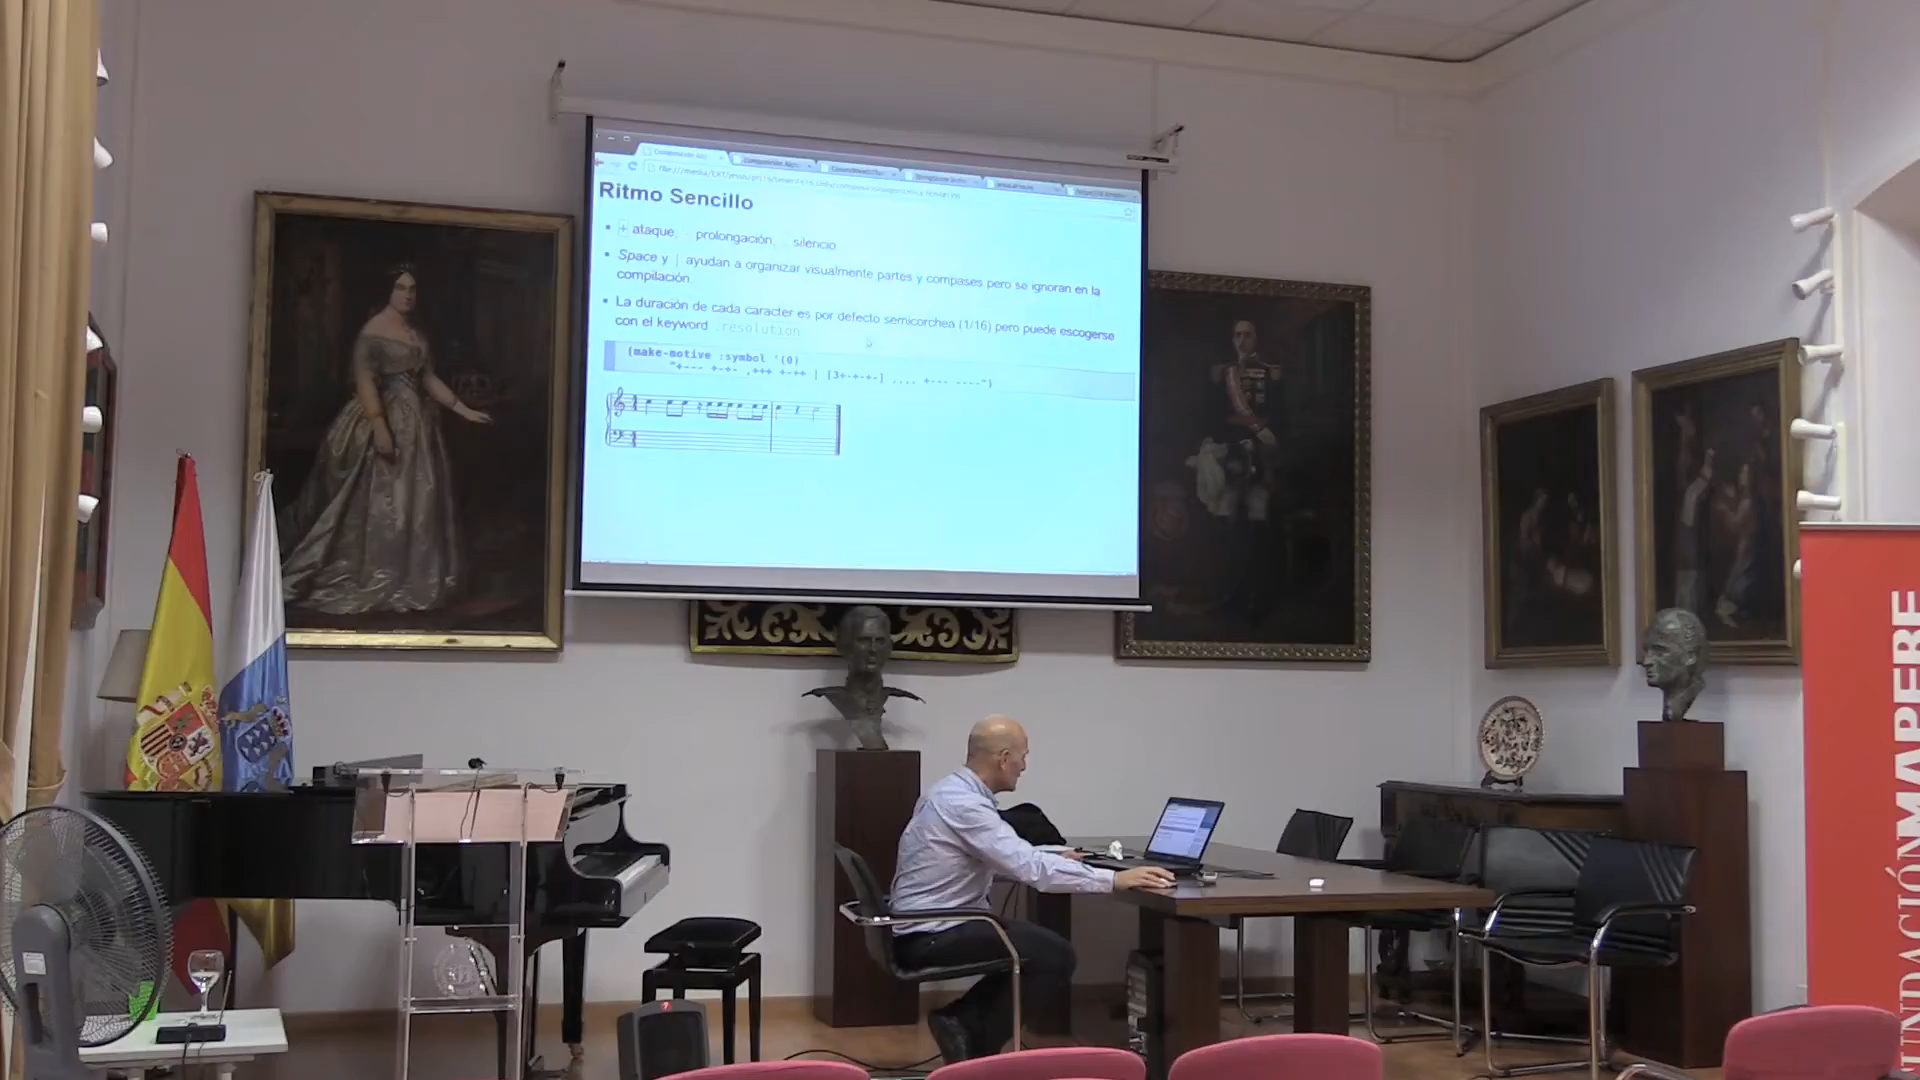 Ritmo Sencillo
+ ataque, prolongación, silencio
Space y | ayudan a organizar visualmente partes y compases pero se ignoran en la
compilación.
La duración de cada caracter es por defecto semicorchea (1/16) pero puede escogerse
con el keyword :resolution
(make-motive :symbol '(0)
"+--- +-+- .+++ +-++ | [3+-+-+-] .... +--- ----")
FUNDACIÓNMAPFRE